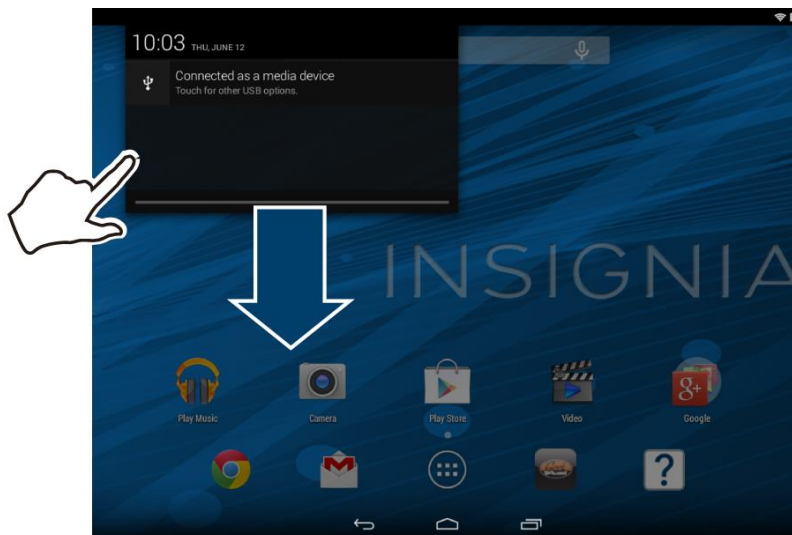 10:03 THU, JUNE 12
Connected as a media device
Touch for other USB options.
INSIGNIA
Play Music
Camera
Play Store
Video
Google
8+
?